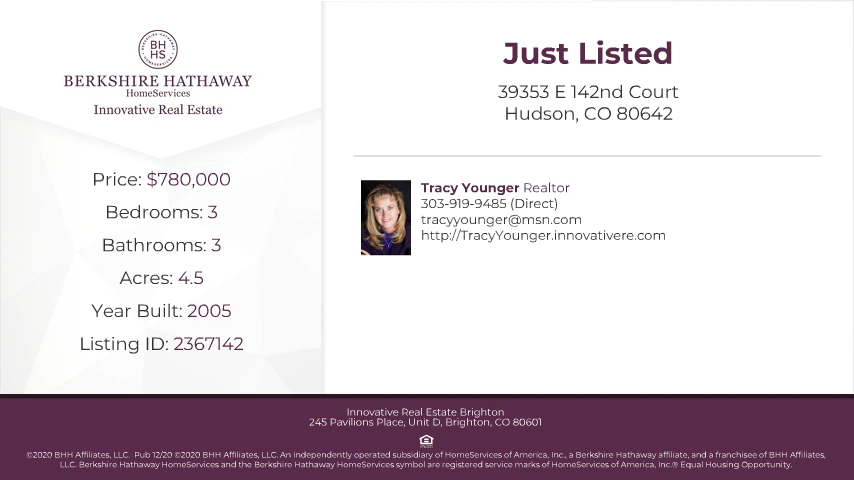 BH
HS
BERKSHIRE HATHAWAY
HomeServices
Innovative Real Estate
Price: $780,000
Bedrooms: 3
Bathrooms: 3
Acres: 4.5
Year Built: 2005
Listing ID: 2367142
Just Listed
39353 E 142nd Court
Hudson, CO 80642
Tracy Younger Realtor
303-919-9485 (Direct)
tracyyounger@msn.com
http://TracyYounger.innovativere.com
Innovative Real Estate Brighton
245 Pavilions Place, Unit D, Brighton, CO 80601
©2020 BHH Affiliates, LLC. Pub 12/20 ©2020 BHH Affiliates, LLC. An independently operated subsidiary of HomeServices of America, Inc., a Berkshire Hathaway affiliate, and a franchisee of BHH Affiliates,
LLC. Berkshire Hathaway HomeServices and the Berkshire Hathaway HomeServices symbol are registered service marks of HomeServices of America, Inc.® Equal Housing Opportunity.